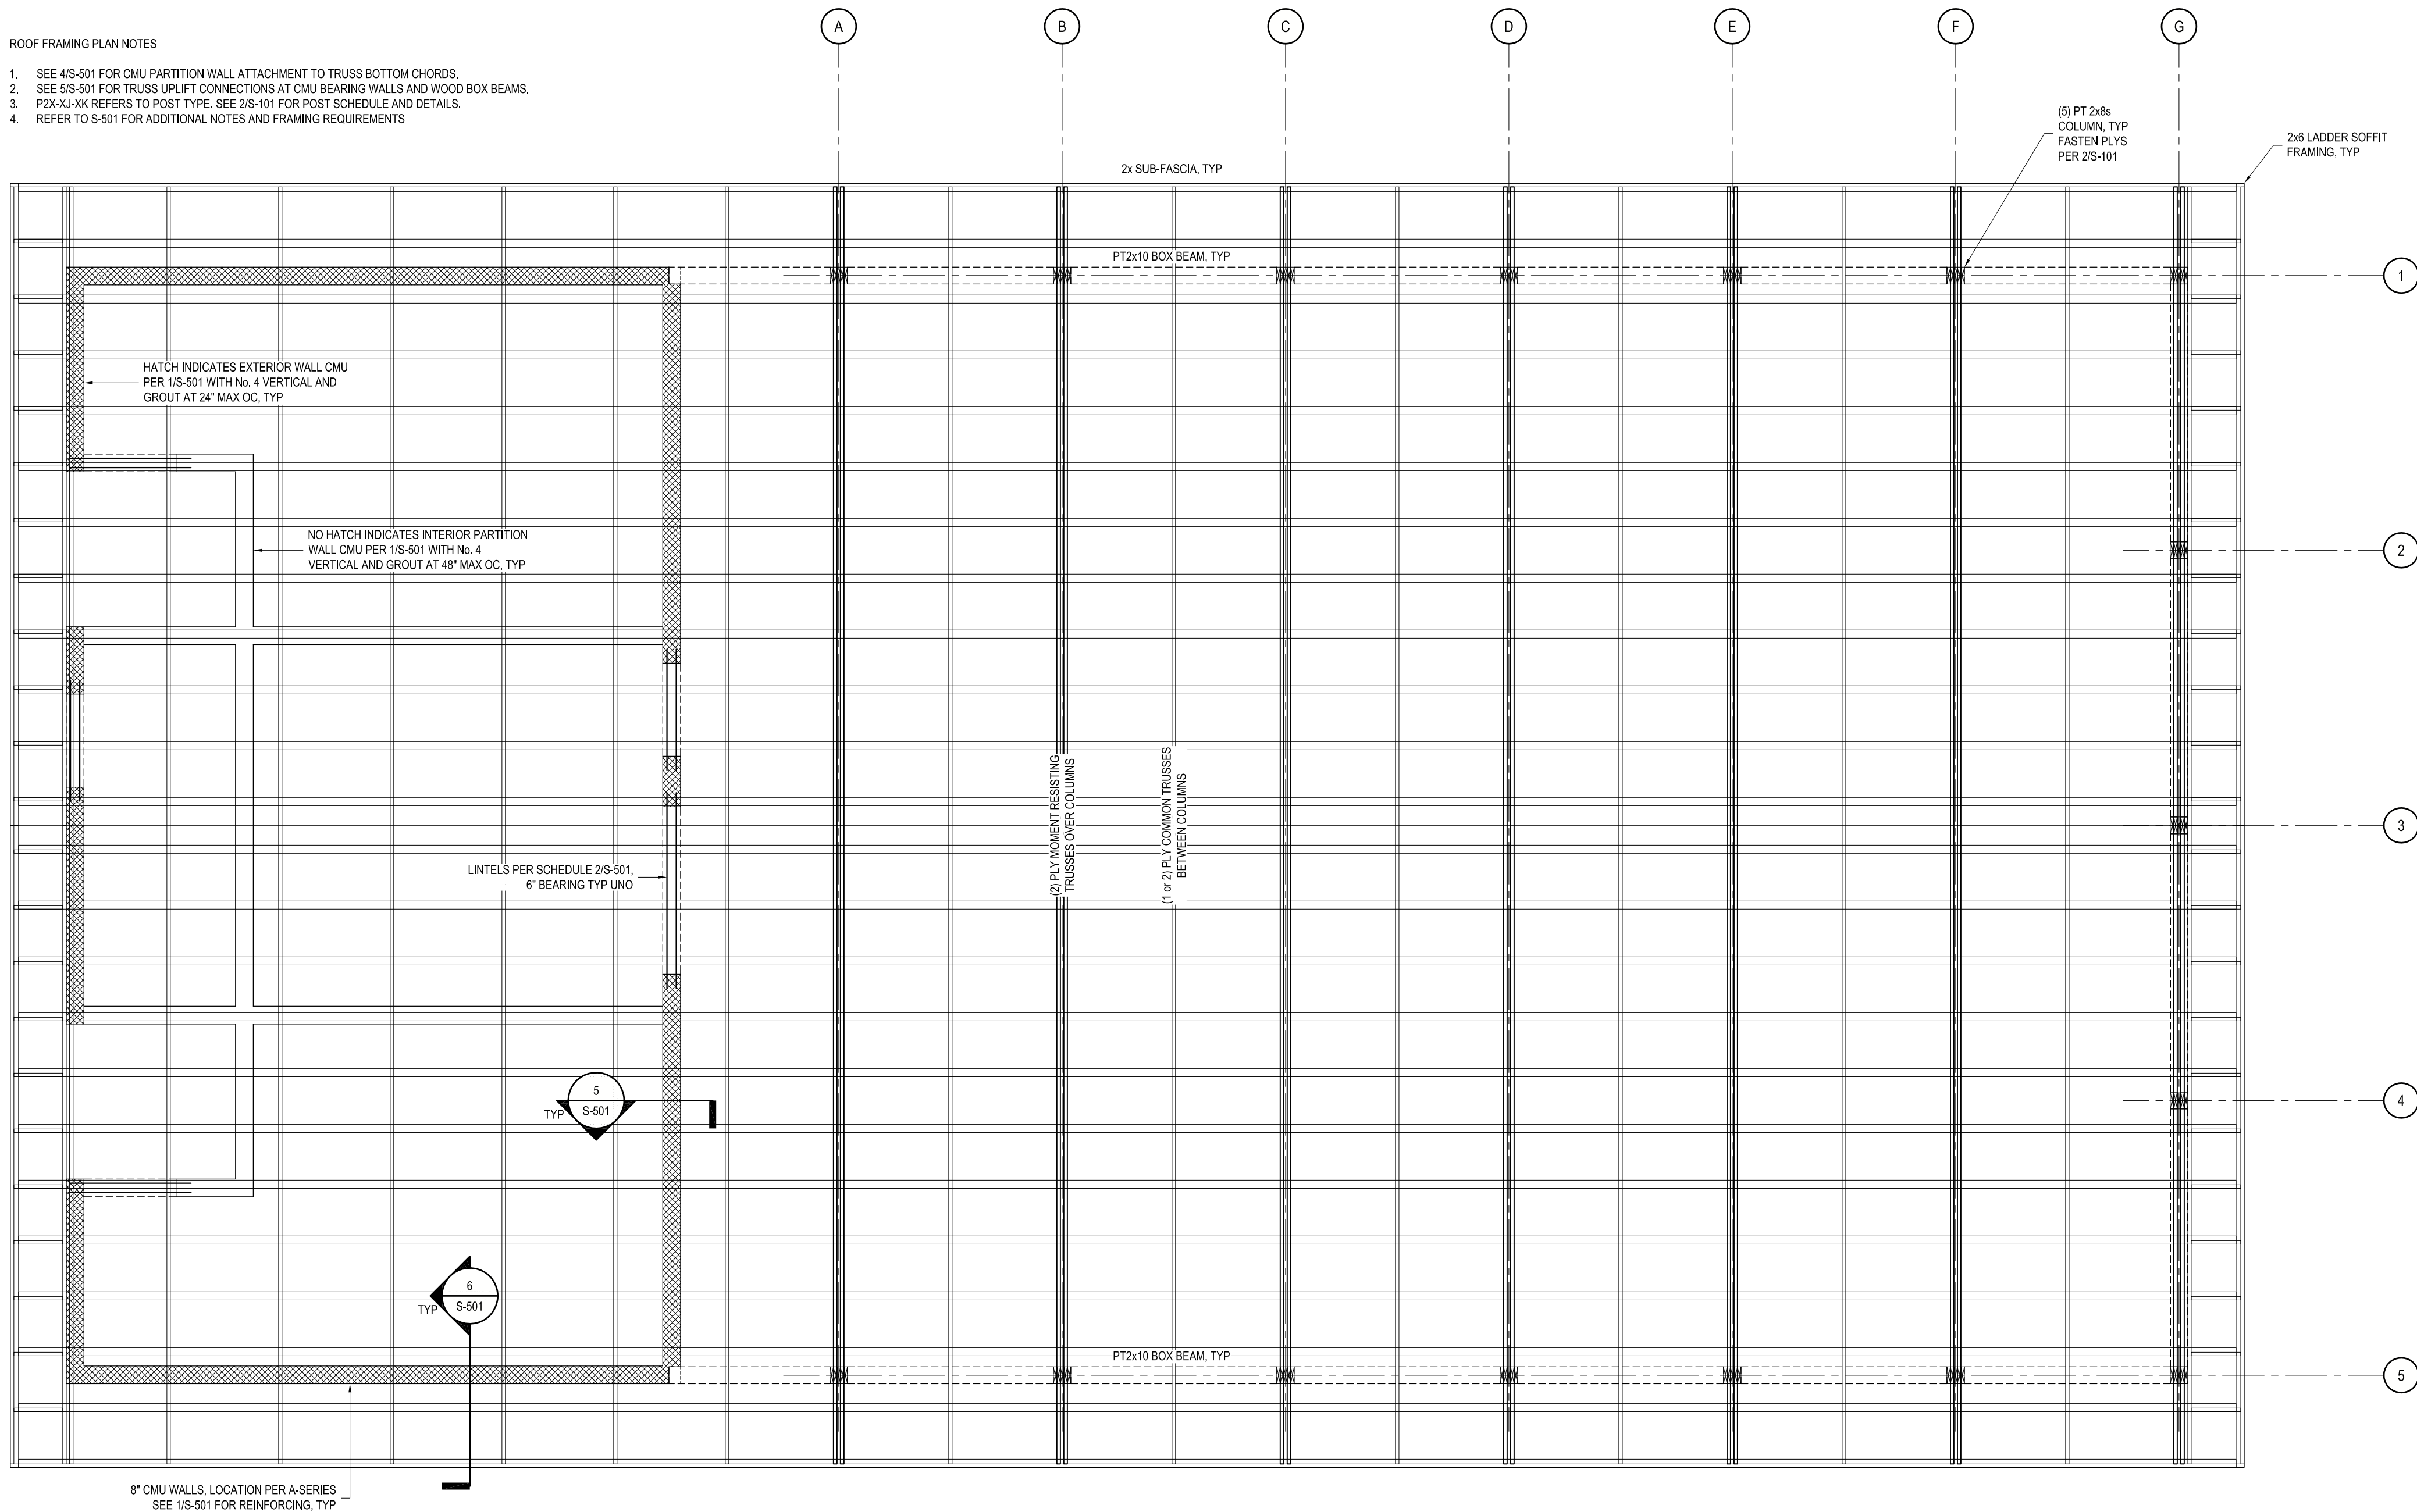 A
B
C
D
E
F
G
ROOF FRAMING PLAN NOTES
1. SEE 4/S-501 FOR CMU PARTITION WALL ATTACHMENT TO TRUSS BOTTOM CHORDS.
2. SEE 5/S-501 FOR TRUSS UPLIFT CONNECTIONS AT CMU BEARING WALLS AND WOOD BOX BEAMS.
3. P2X-XJ-XK REFERS TO POST TYPE. SEE 2/S-101 FOR POST SCHEDULE AND DETAILS.
4. REFER TO S-501 FOR ADDITIONAL NOTES AND FRAMING REQUIREMENTS
(5) PT 2x8s
COLUMN, TYP
FASTEN PLYS
PER 2/S-101
2x6 LADDER SOFFIT
FRAMING, TYP
2x SUB-FASCIA, TYP
PT2x10 BOX BEAM, TYP
1
HATCH INDICATES EXTERIOR WALL CMU
PER 1/S-501 WITH No. 4 VERTICAL AND
GROUT AT 24" MAX OC, TYP
NO HATCH INDICATES INTERIOR PARTITION
WALL CMU PER 1/S-501 WITH No. 4
VERTICAL AND GROUT AT 48" MAX OC, TYP
2
(2) PLY MOMENT RESISTING
TRUSSES OVER COLUMNS
(1 or 2) PLY COMMON TRUSSES
BETWEEN COLUMNS
3
LINTELS PER SCHEDULE 2/S-501,
6" BEARING TYP UNO
5
S-501
TYP
4
6
S-501
TYP
PT2x10 BOX BEAM, TYP
5
8" CMU WALLS, LOCATION PER A-SERIES
SEE 1/S-501 FOR REINFORCING, TYP